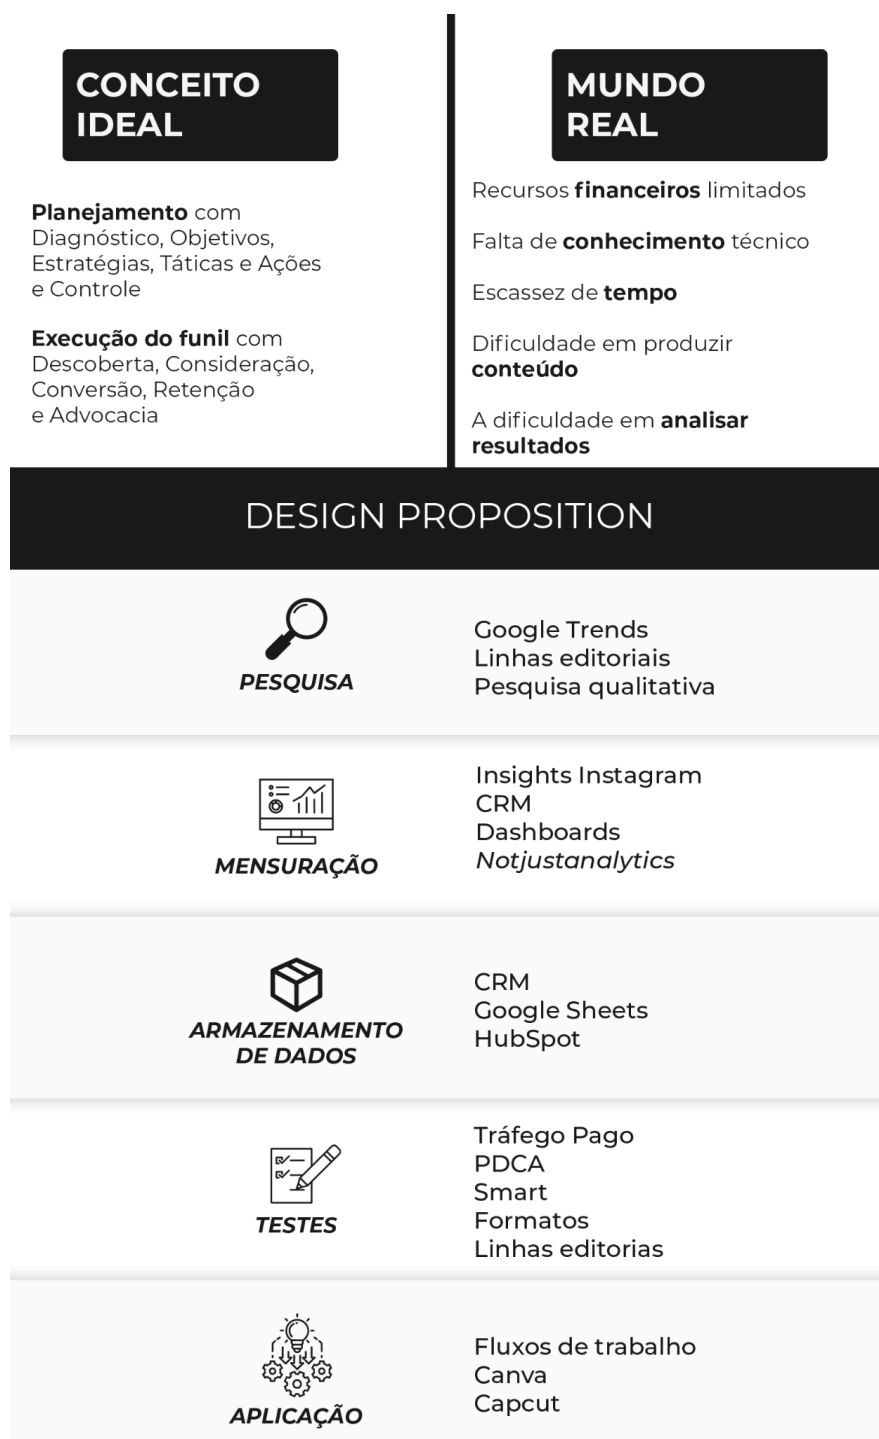 CONCEITO
IDEAL
Planejamento com
Diagnóstico, Objetivos,
Estratégias, Táticas e Ações
e Controle
Execução do funil com
Descoberta, Consideração,
Conversão, Retenção
e Advocacia
MUNDO
REAL
Recursos financeiros limitados
Falta de conhecimento técnico
Escassez de tempo
Dificuldade em produzir
conteúdo
A dificuldade em analisar
resultados
DESIGN PROPOSITION
PESQUISA
Google Trends
Linhas editoriais
Pesquisa qualitativa
MENSURAÇÃO
Insights Instagram
CRM
Dashboards
Notjustanalytics
ARMAZENAMENTO
DE DADOS
CRM
Google Sheets
HubSpot
TESTES
Tráfego Pago
PDCA
Smart
Formatos
Linhas editorias
APLICAÇÃO
Fluxos de trabalho
Canva
Capcut